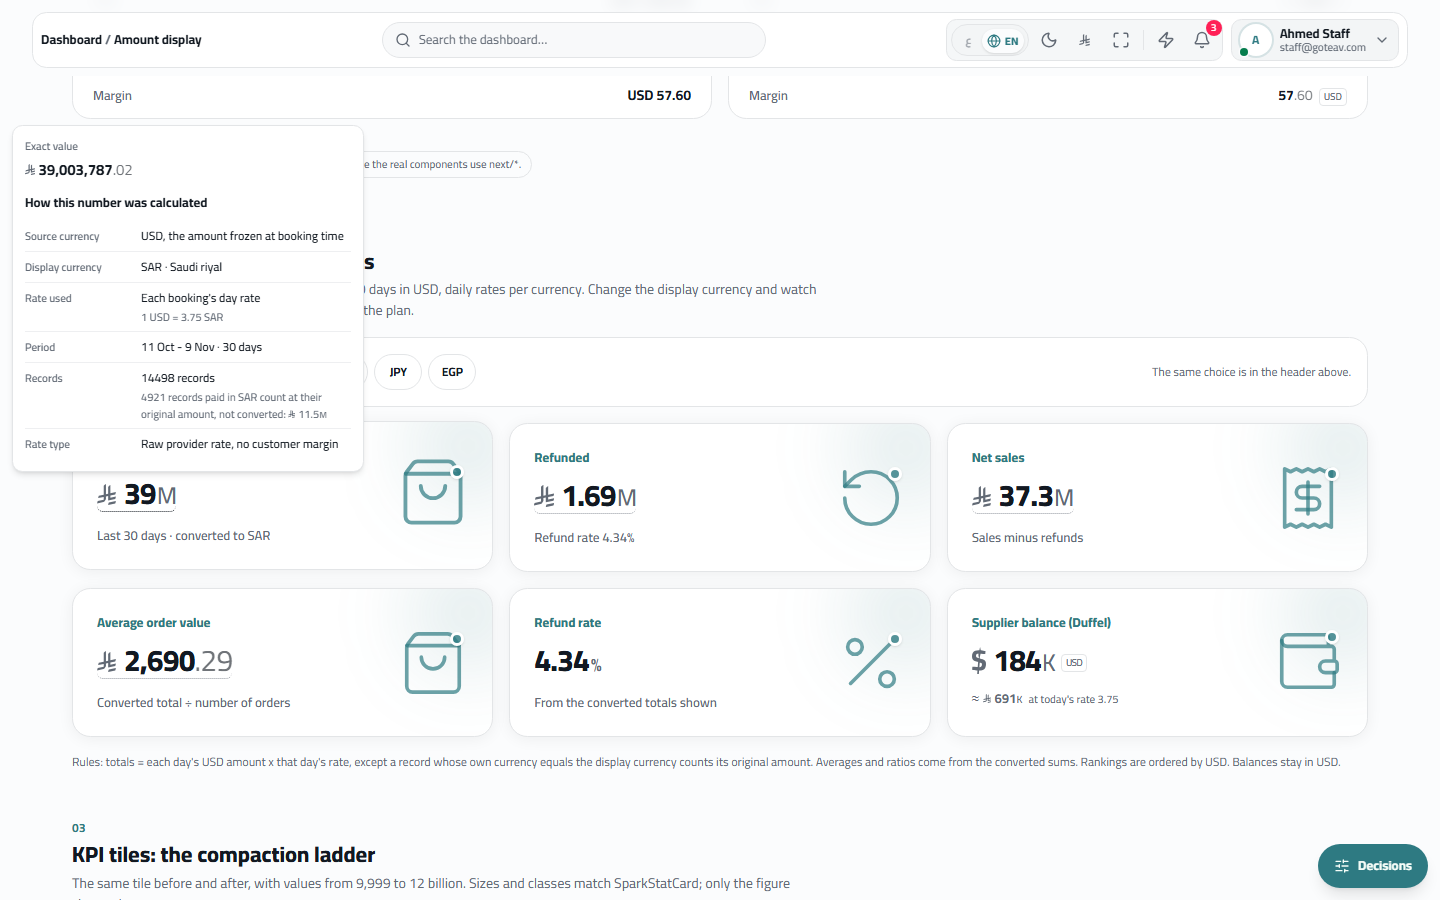 Dashboard / Amount display
Search the dashboard...
ع
EN
3
A
Ahmed Staff
staff@goteav.com
Margin
USD 57.60
Margin
57.60 USD
Exact value
39,003,787.02
How this number was calculated
Source currency
USD, the amount frozen at booking time
Display currency
SAR · Saudi riyal
Rate used
Each booking's day rate
1 USD = 3.75 SAR
Period
11 Oct - 9 Nov · 30 days
Records
14498 records
4921 records paid in SAR count at their
original amount, not converted: 11.5M
Rate type
Raw provider rate, no customer margin
e the real components use next/*.
s
days in USD, daily rates per currency. Change the display currency and watch
the plan.
JPY
EGP
The same choice is in the header above.
39M
Last 30 days · converted to SAR
Refunded
1.69M
Refund rate 4.34%
Net sales
37.3M
Sales minus refunds
Average order value
2,690.29
Converted total ÷ number of orders
Refund rate
4.34%
From the converted totals shown
Supplier balance (Duffel)
$ 184K USD
≈ 691K at today's rate 3.75
Rules: totals = each day's USD amount x that day's rate, except a record whose own currency equals the display currency counts its original amount. Averages and ratios come from the converted sums. Rankings are ordered by USD. Balances stay in USD.
03
KPI tiles: the compaction ladder
The same tile before and after, with values from 9,999 to 12 billion. Sizes and classes match SparkStatCard; only the figure
Decisions